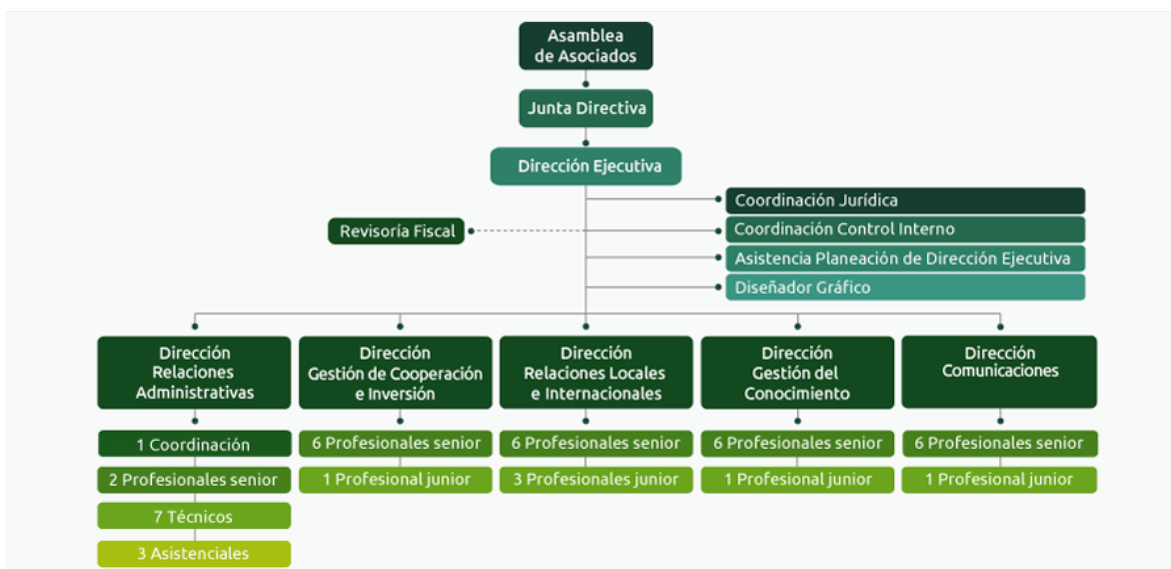 Asamblea
de Asociados
Junta Directiva
Dirección Ejecutiva
Coordinación Jurídica
Revisoría Fiscal
Coordinación Control Interno
Asistencia Planeación de Dirección Ejecutiva
Diseñador Gráfico
Dirección
Relaciones
Administrativas
Dirección
Gestión de Cooperación
e Inversión
Dirección
Relaciones Locales
e Internacionales
Dirección
Gestión del
Conocimiento
Dirección
Comunicaciones
1 Coordinación
2 Profesionales senior
7 Técnicos
3 Asistenciales
6 Profesionales senior
1 Profesional junior
6 Profesionales senior
3 Profesionales junior
6 Profesionales senior
1 Profesional junior
6 Profesionales senior
1 Profesional junior